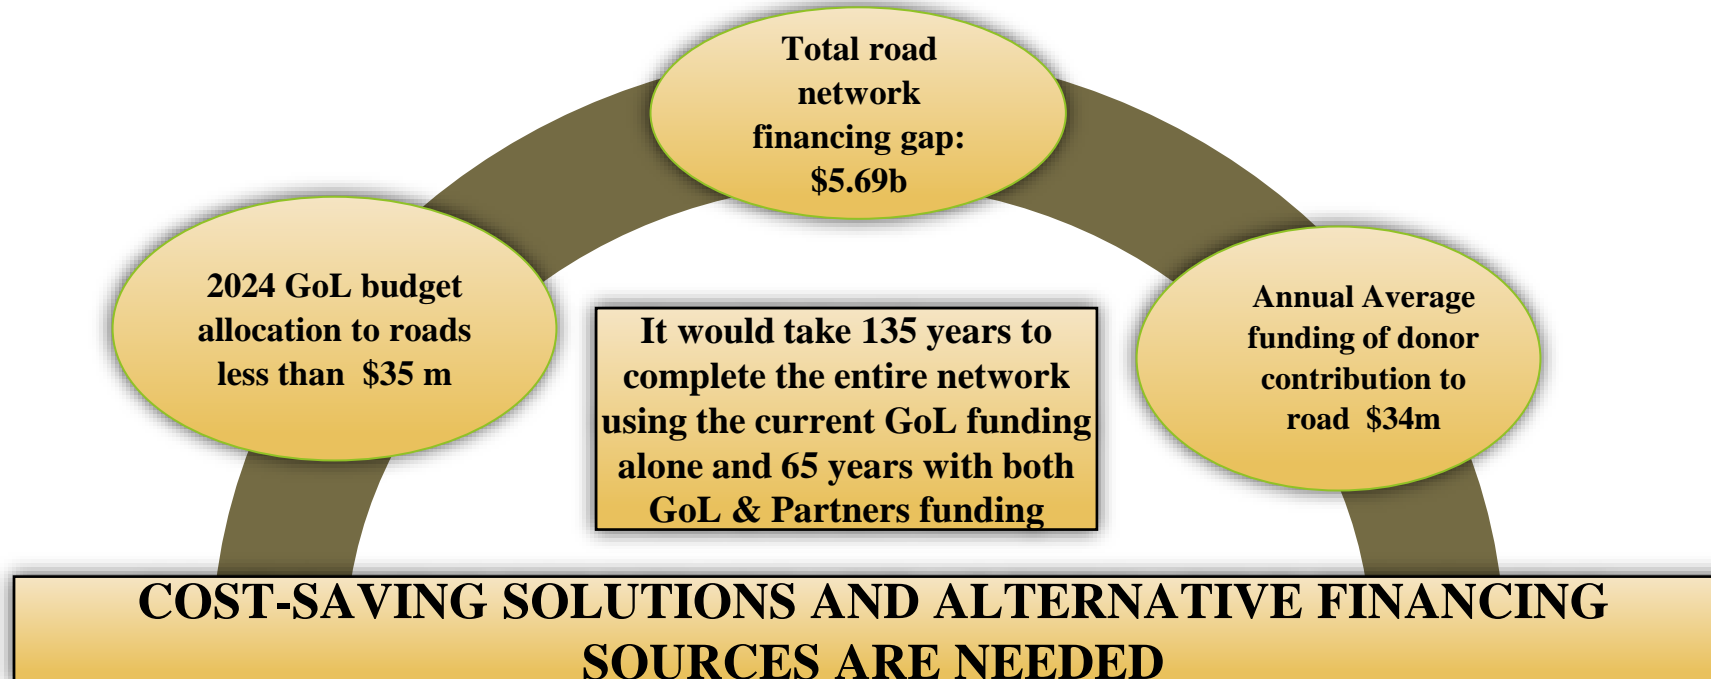 Total road
network
financing gap:
$5.69b
2024 GoL budget
allocation to roads
less than $35 m
Annual Average
funding of donor
contribution to
road $34m
It would take 135 years to
complete the entire network
using the current GoL funding
alone and 65 years with both
GoL & Partners funding
COST-SAVING SOLUTIONS AND ALTERNATIVE FINANCING
SOURCES ARE NEEDED